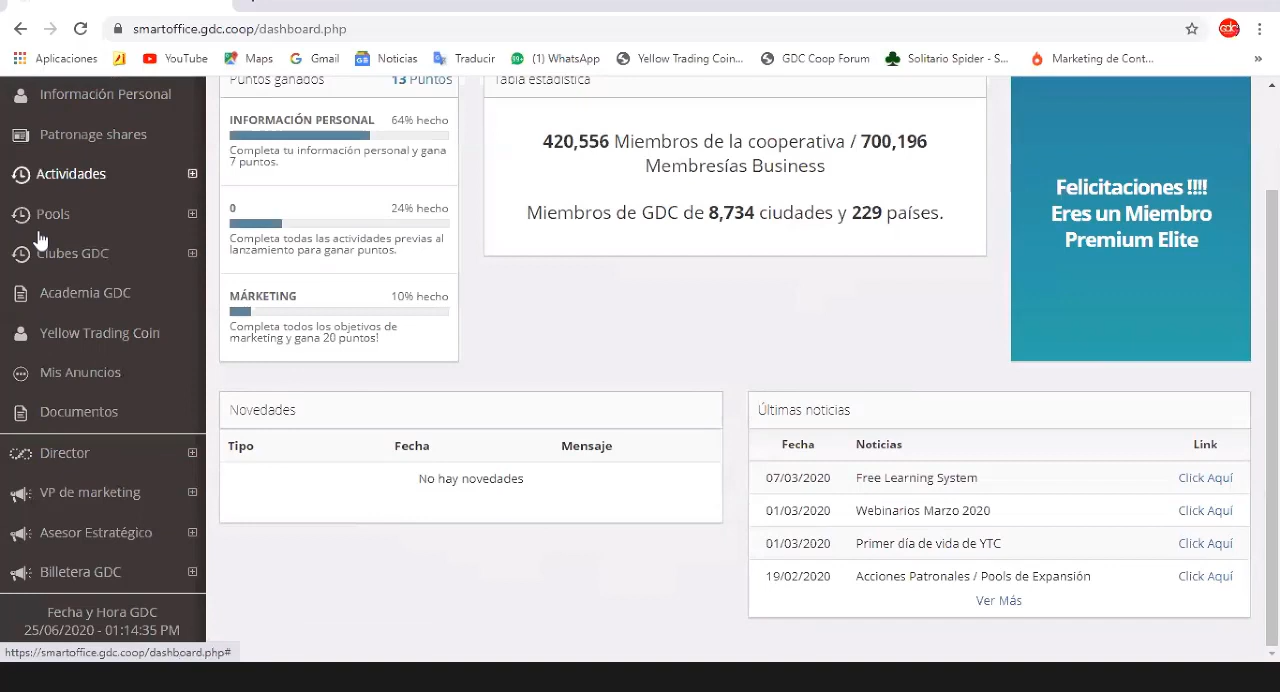 smartoffice.gdc.coop/dashboard.php
gdc
Aplicaciones YouTube Maps Gmail Noticias Traducir (1) WhatsApp Yellow Trading Coin... GDC Coop Forum Solitario Spider - S... Marketing de Cont... »
Información Personal
Patronage shares
Actividades
Pools
Clubes GDC
Academia GDC
Yellow Trading Coin
Mis Anuncios
Documentos
Director
VP de marketing
Asesor Estratégico
Billetera GDC
Fecha y Hora GDC
25/06/2020 - 01:14:35 PM
https://smartoffice.gdc.coop/dashboard.php#
Puntos ganados 13 Puntos
INFORMACIÓN PERSONAL 64% hecho
Completa tu información personal y gana
7 puntos.
0 24% hecho
Completa todas las actividades previas al
lanzamiento para ganar puntos.
MÁRKETING 10% hecho
Completa todos los objetivos de
marketing y gana 20 puntos!
Tabla estadística
420,556 Miembros de la cooperativa / 700,196
Membresías Business
Miembros de GDC de 8,734 ciudades y 229 países.
Felicitaciones !!!!
Eres un Miembro
Premium Elite
Novedades
Tipo Fecha Mensaje
No hay novedades
Últimas noticias
Fecha Noticias Link
07/03/2020 Free Learning System Click Aquí
01/03/2020 Webinarios Marzo 2020 Click Aquí
01/03/2020 Primer día de vida de YTC Click Aquí
19/02/2020 Acciones Patronales / Pools de Expansión Click Aquí
Ver Más